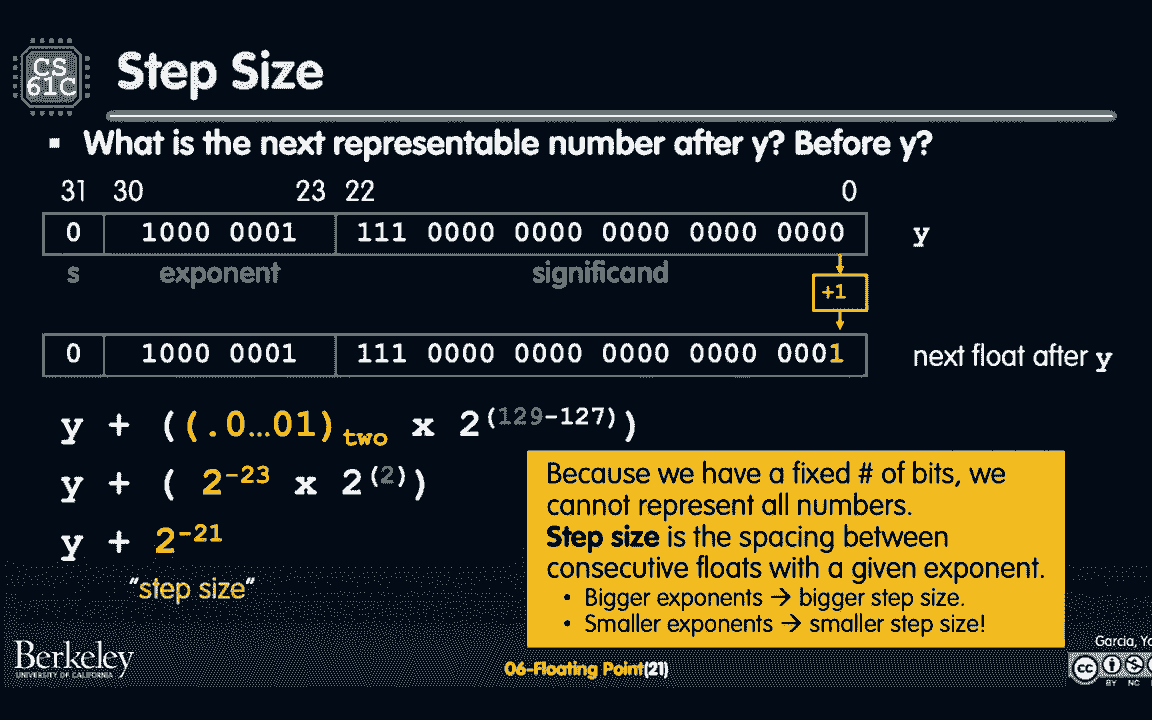 CS
61C
Step Size
▪ What is the next representable number after y? Before y?
31 30 23 22 0
0 1000 0001 111 0000 0000 0000 0000 0000 y
s exponent significand
+1
0 1000 0001 111 0000 0000 0000 0000 0001 next float after y
y + ((.0…01)two x 2^(129-127))
y + ( 2^-23 x 2^(2))
y + 2^-21
"step size"
Because we have a fixed # of bits, we
cannot represent all numbers.
Step size is the spacing between
consecutive floats with a given exponent.
• Bigger exponents → bigger step size.
• Smaller exponents → smaller step size!
Berkeley
UNIVERSITY OF CALIFORNIA
06-Floating Point(21)
Garcia,
cc
BY NC